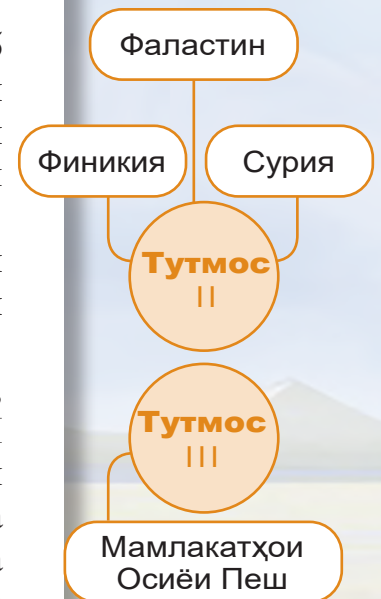 Фаластин
Финикия
Сурия
Тутмос
II
Тутмос
III
Мамлакатҳои
Осиёи Пеш